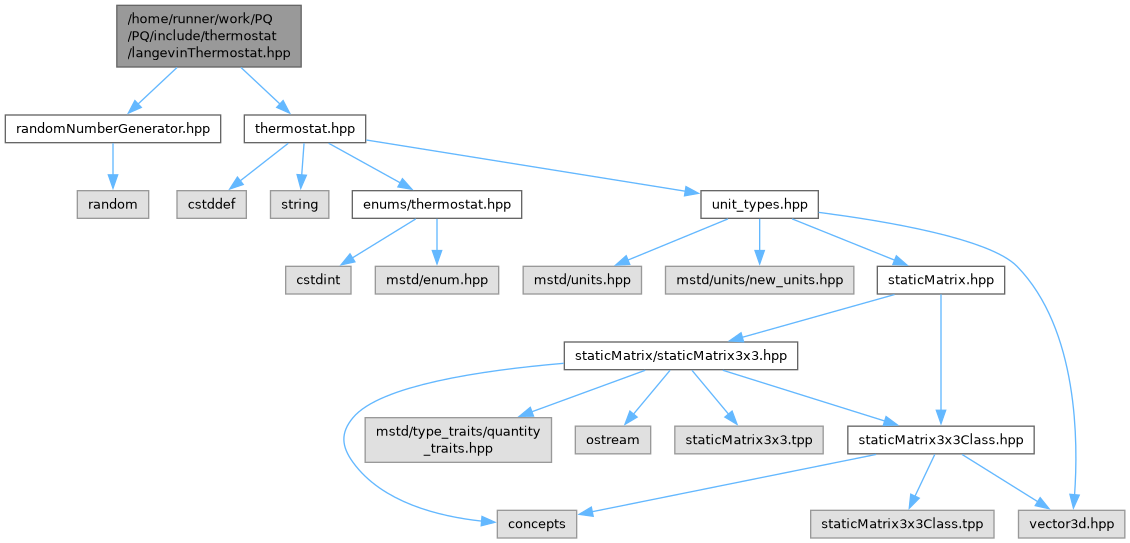 /home/runner/work/PQ
/PQ/include/thermostat
/langevinThermostat.hpp
randomNumberGenerator.hpp
thermostat.hpp
random
cstddef
string
enums/thermostat.hpp
unit_types.hpp
cstdint
mstd/enum.hpp
mstd/units.hpp
mstd/units/new_units.hpp
staticMatrix.hpp
staticMatrix/staticMatrix3x3.hpp
mstd/type_traits/quantity
_traits.hpp
ostream
staticMatrix3x3.tpp
staticMatrix3x3Class.hpp
concepts
staticMatrix3x3Class.tpp
vector3d.hpp